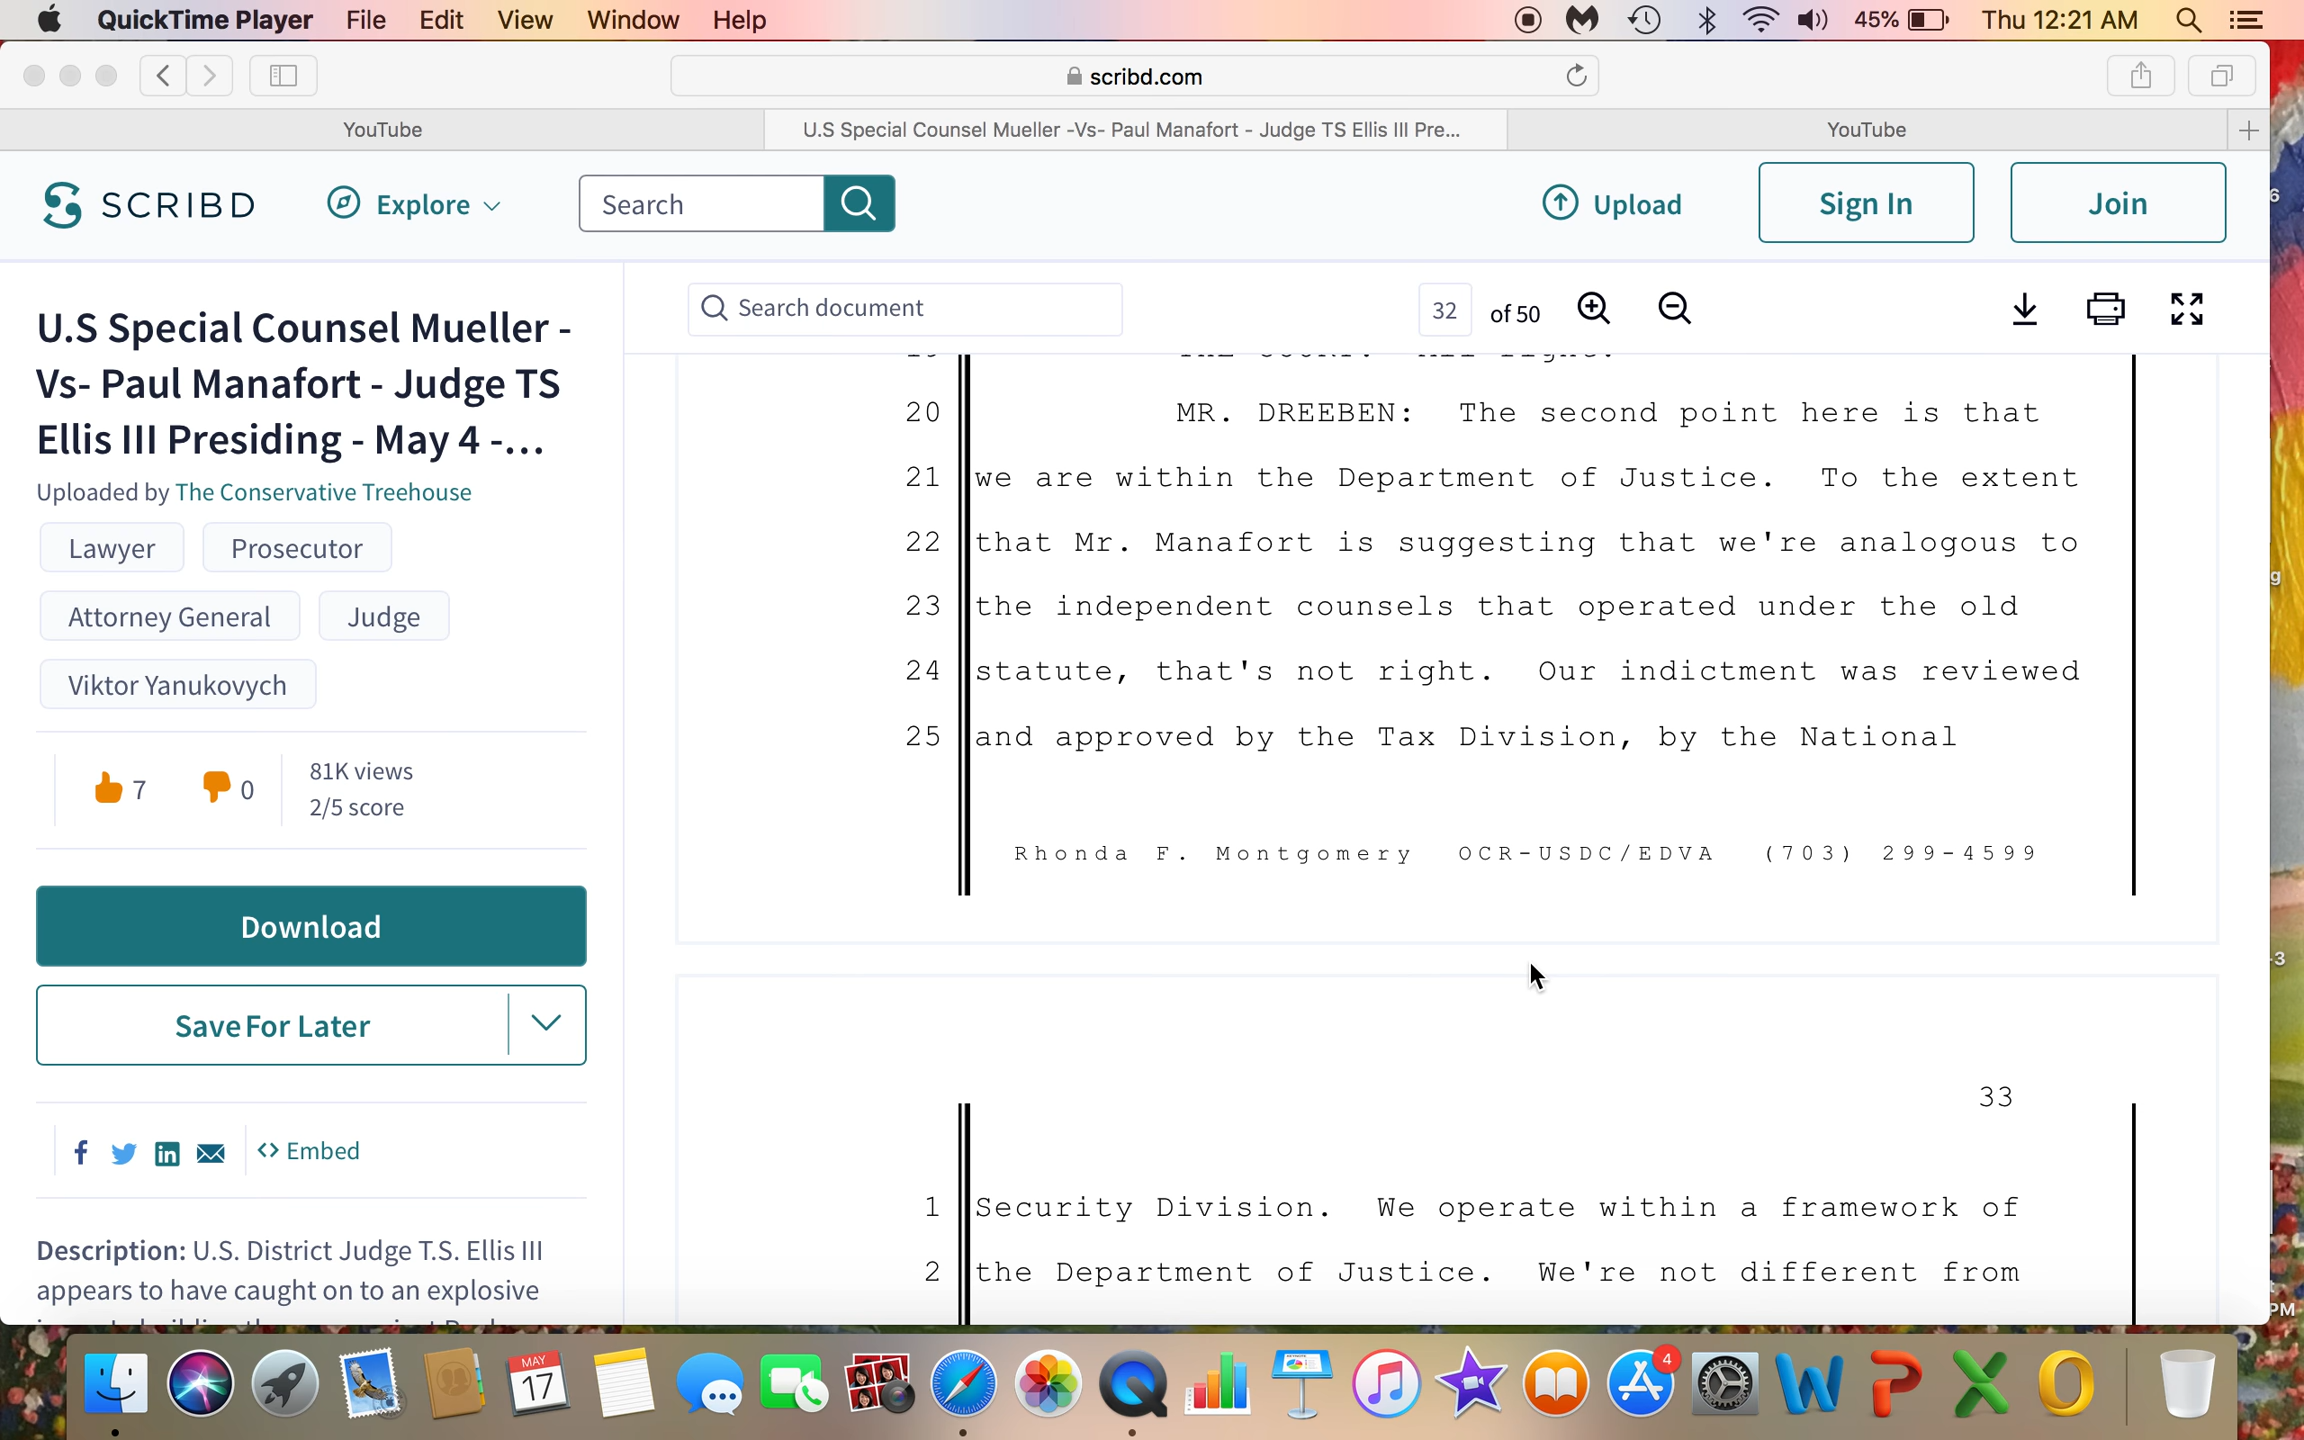 QuickTime Player File Edit View Window Help 45% Thu 12:21 AM
scribd.com
YouTube
U.S Special Counsel Mueller -Vs- Paul Manafort - Judge TS Ellis III Pre...
YouTube
SCRIBD Explore Search Upload Sign In Join
Search document 32 of 50
U.S Special Counsel Mueller -
Vs- Paul Manafort - Judge TS
Ellis III Presiding - May 4 -...
Uploaded by The Conservative Treehouse
Lawyer Prosecutor
Attorney General Judge
Viktor Yanukovych
7 0
81K views
2/5 score
Download
Save For Later
f in <> Embed
Description: U.S. District Judge T.S. Ellis III
appears to have caught on to an explosive
20 MR. DREEBEN: The second point here is that
21 we are within the Department of Justice. To the extent
22 that Mr. Manafort is suggesting that we're analogous to
23 the independent counsels that operated under the old
24 statute, that's not right. Our indictment was reviewed
25 and approved by the Tax Division, by the National
Rhonda F. Montgomery OCR-USDC/EDVA (703) 299-4599
33
1 Security Division. We operate within a framework of
2 the Department of Justice. We're not different from
6
g
-3
PM
MAY
17
4